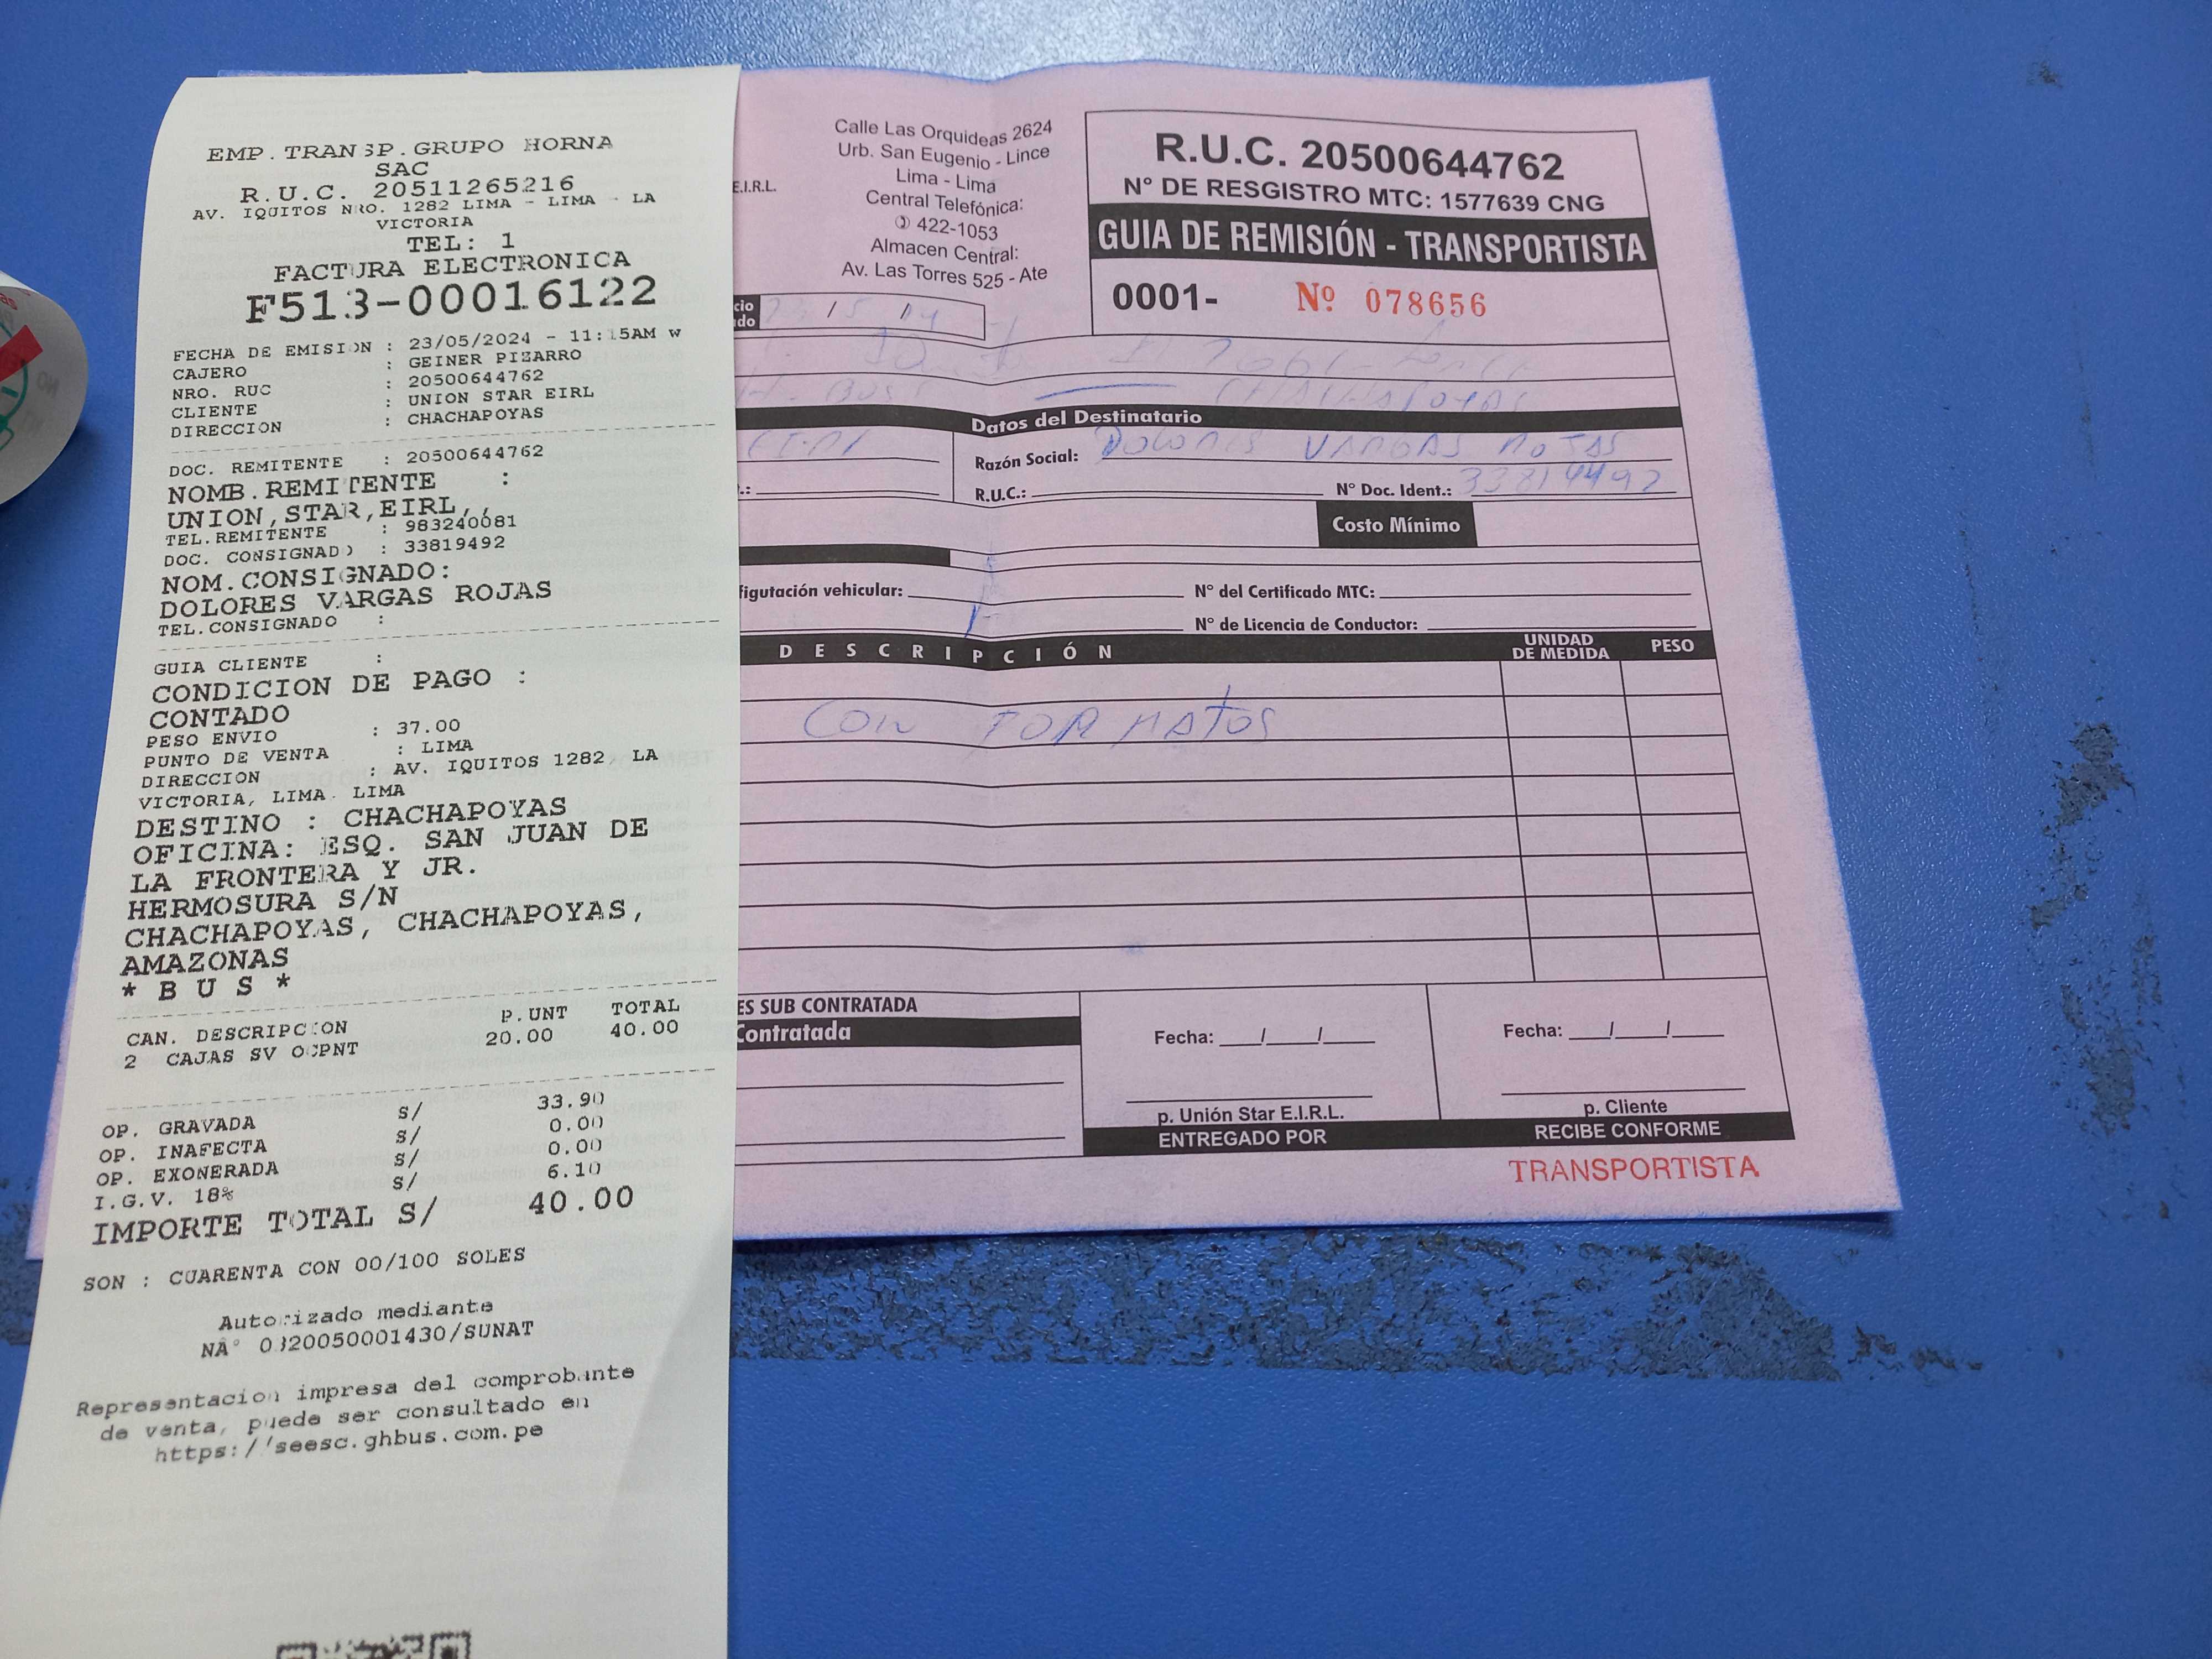 EMP.TRANSP.GRUPO HORNA
SAC
R.U.C. 20511265216
AV. IQUITOS NRO. 1282 LIMA - LIMA - LA
VICTORIA
TEL: 1
FACTURA ELECTRONICA
F513-00016122
FECHA DE EMISION : 23/05/2024 - 11:15AM w
CAJERO : GEINER PIZARRO
NRO. RUC : 20500644762
CLIENTE : UNION STAR EIRL
DIRECCION : CHACHAPOYAS
DOC. REMITENTE : 20500644762
NOMB.REMITENTE :
UNION,STAR,EIRL,,
TEL.REMITENTE : 983240081
DOC. CONSIGNADO : 33819492
NOM.CONSIGNADO:
DOLORES VARGAS ROJAS
TEL.CONSIGNADO :
GUIA CLIENTE :
CONDICION DE PAGO :
CONTADO
PESO ENVIO : 37.00
PUNTO DE VENTA : LIMA
DIRECCION : AV. IQUITOS 1282 LA
VICTORIA, LIMA. LIMA
DESTINO : CHACHAPOYAS
OFICINA: ESQ. SAN JUAN DE
LA FRONTERA Y JR.
HERMOSURA S/N
CHACHAPOYAS, CHACHAPOYAS,
AMAZONAS
* B U S *
CAN. DESCRIPCION P.UNT TOTAL
2 CAJAS SV OCPNT 20.00 40.00
OP. GRAVADA S/ 33.90
OP. INAFECTA S/ 0.00
OP. EXONERADA S/ 0.00
I.G.V. 18% S/ 6.10
IMPORTE TOTAL S/ 40.00
SON : CUARENTA CON 00/100 SOLES
Autorizado mediante
NÂ° 0320050001430/SUNAT
Representacion impresa del comprobante
de venta, puede ser consultado en
https://seesc.ghbus.com.pe
E.I.R.L.
Calle Las Orquideas 2624
Urb. San Eugenio - Lince
Lima - Lima
Central Telefónica:
422-1053
Almacen Central:
Av. Las Torres 525 - Ate
R.U.C. 20500644762
N° DE RESGISTRO MTC: 1577639 CNG
GUIA DE REMISIÓN - TRANSPORTISTA
0001- Nº 078656
Datos del Destinatario
Razón Social: DOLORES VARGAS ROJAS
R.U.C.: N° Doc. Ident.: 33819492
Costo Mínimo
figutación vehicular: N° del Certificado MTC:
N° de Licencia de Conductor:
DESCRIPCIÓN UNIDAD DE MEDIDA PESO
CON FORMATOS
ES SUB CONTRATADA
Contratada
Fecha: / / Fecha: / /
p. Unión Star E.I.R.L. p. Cliente
ENTREGADO POR RECIBE CONFORME
TRANSPORTISTA